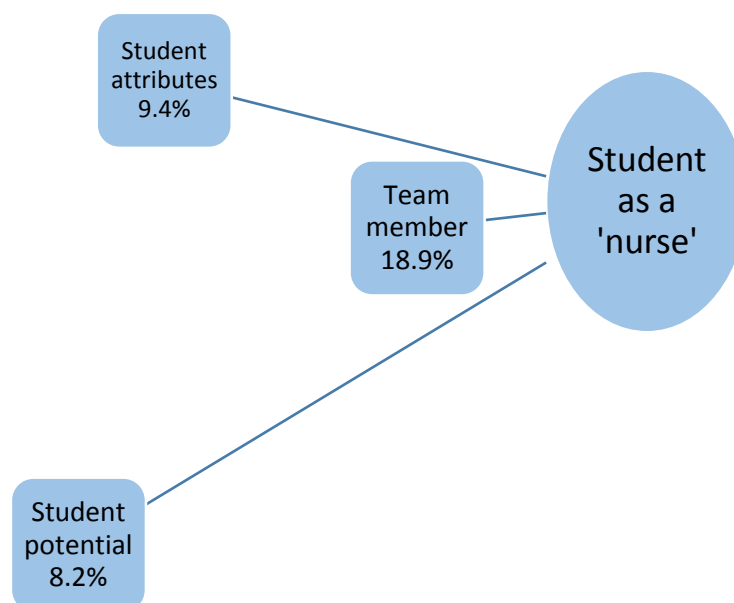 Student
attributes
9.4%
Team
member
18.9%
Student
as a
'nurse'
Student
potential
8.2%